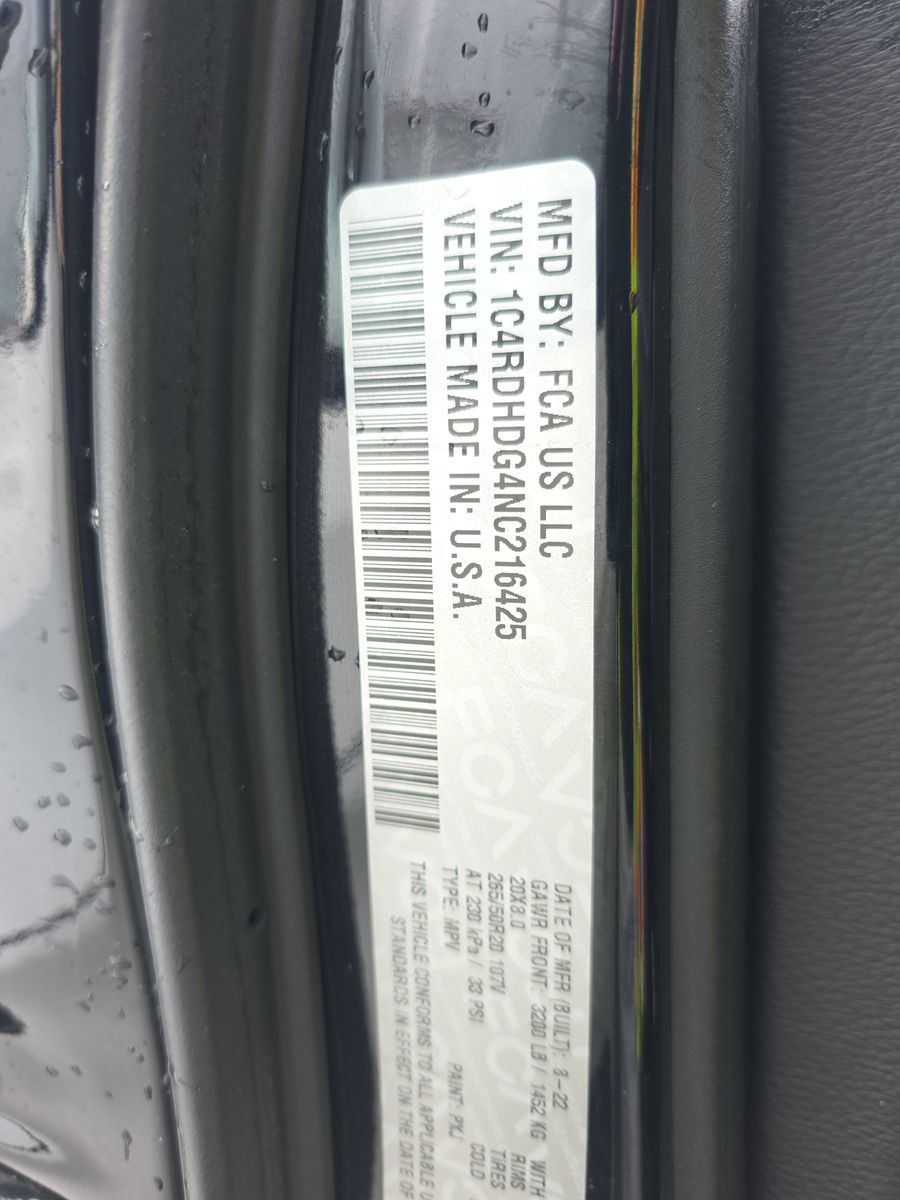 MFD BY: FCA US LLC
VIN: 1C4RDHDG4NC216425
VEHICLE MADE IN: U.S.A.
DATE OF MFR (BUILT): 8-22
GAWR FRONT: 3200 LB / 1452 KG WITH
20X8.0 RIMS
265/50R20 107V TIRES
AT 230 kPa / 33 PSI COLD
TYPE: MPV PAINT: PXJ
THIS VEHICLE CONFORMS TO ALL APPLICABLE U
STANDARDS IN EFFECT ON THE DATE OF